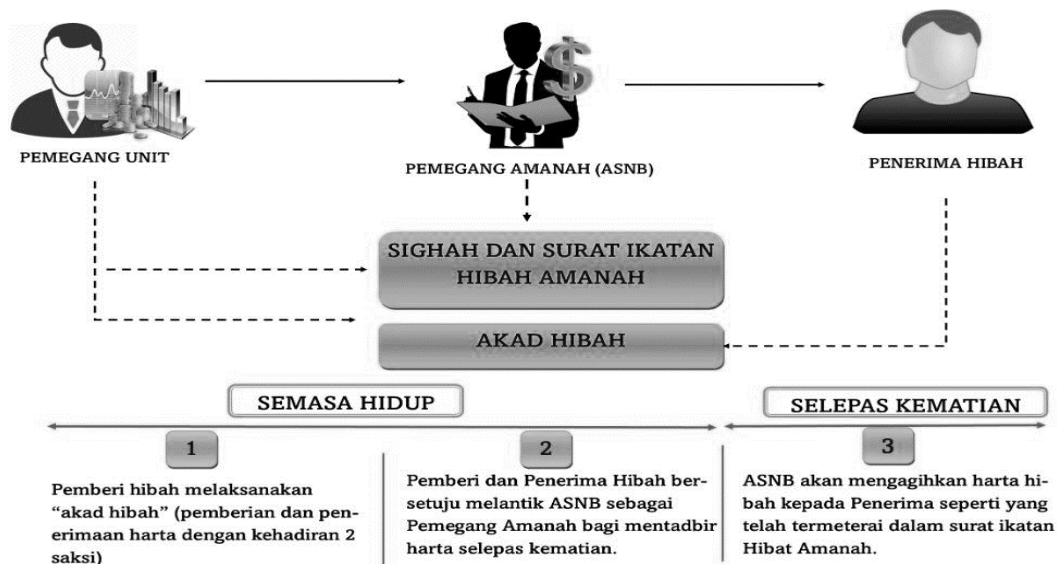 PEMEGANG UNIT
PEMEGANG AMANAH (ASNB)
PENERIMA HIBAH
SIGHAH DAN SURAT IKATAN
HIBAH AMANAH
AKAD HIBAH
SEMASA HIDUP
SELEPAS KEMATIAN
1
Pemberi hibah melaksanakan
“akad hibah” (pemberian dan pen-
erimaan harta dengan kehadiran 2
saksi)
2
Pemberi dan Penerima Hibah ber-
setuju melantik ASNB sebagai
Pemegang Amanah bagi mentadbir
harta selepas kematian.
3
ASNB akan mengagihkan harta hi-
bah kepada Penerima seperti yang
telah termeterai dalam surat ikatan
Hibat Amanah.